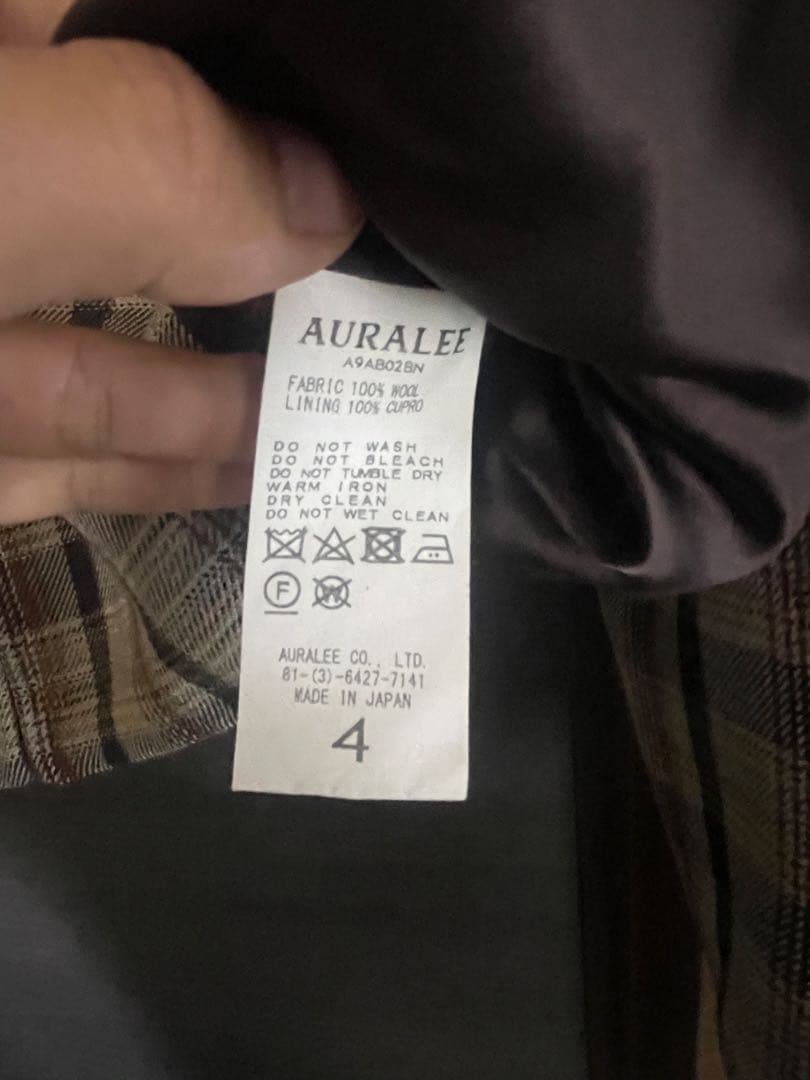 AURALEE
A9AB02BN
FABRIC 100% WOOL
LINING 100% CUPRO
DO NOT WASH
DO NOT BLEACH
DO NOT TUMBLE DRY
WARM IRON
DRY CLEAN
DO NOT WET CLEAN
F W
AURALEE CO., LTD.
81-(3)-6427-7141
MADE IN JAPAN
4